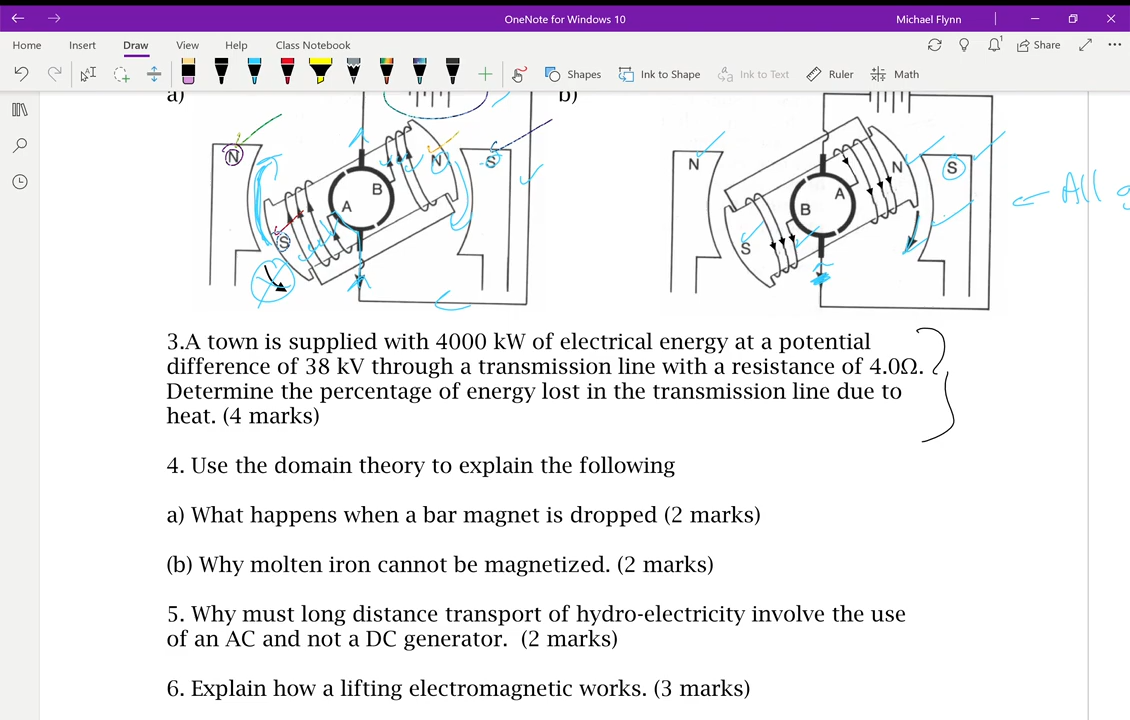 OneNote for Windows 10
Michael Flynn
Home Insert Draw View Help Class Notebook
Share
Shapes Ink to Shape Ink to Text Ruler Math
a)
b)
N
S
N
S
A
B
N
S
N
S
A
B
← All
3.A town is supplied with 4000 kW of electrical energy at a potential
difference of 38 kV through a transmission line with a resistance of 4.0Ω.
Determine the percentage of energy lost in the transmission line due to
heat. (4 marks)
4. Use the domain theory to explain the following
a) What happens when a bar magnet is dropped (2 marks)
(b) Why molten iron cannot be magnetized. (2 marks)
5. Why must long distance transport of hydro-electricity involve the use
of an AC and not a DC generator. (2 marks)
6. Explain how a lifting electromagnetic works. (3 marks)